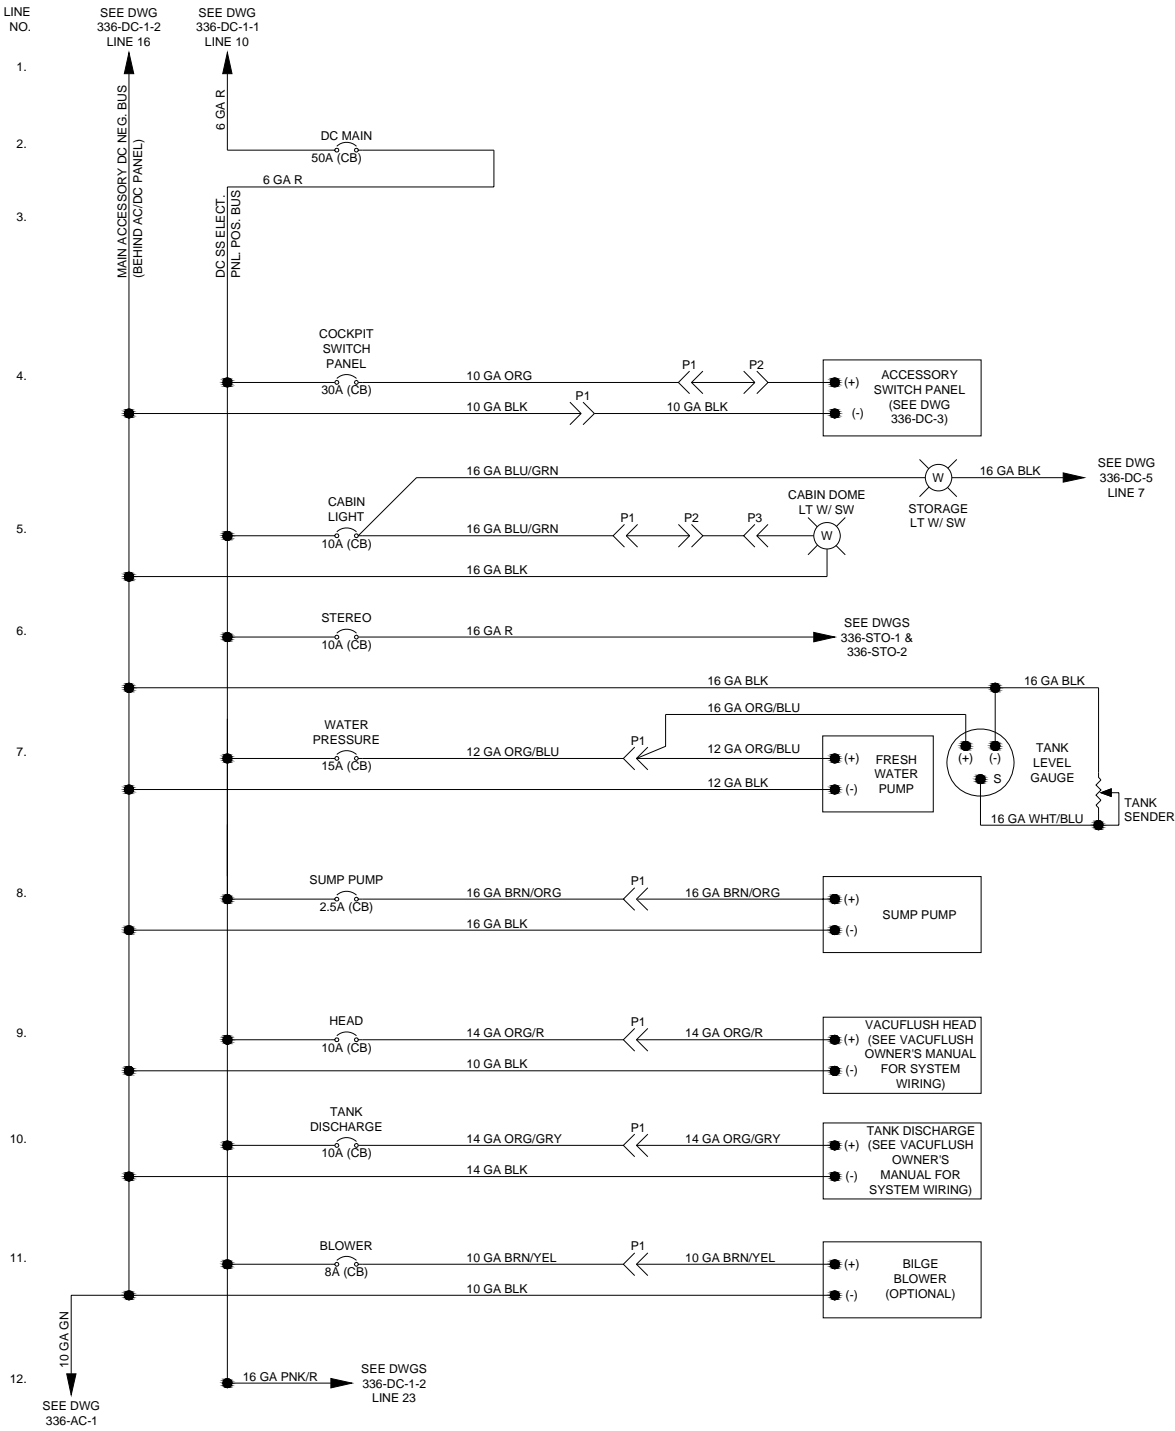 LINE
NO.
SEE DWG
336-DC-1-2
LINE 16
SEE DWG
336-DC-1-1
LINE 10
1.
MAIN ACCESSORY DC NEG. BUS
(BEHIND AC/DC PANEL)
6 GA R
2.
DC MAIN
50A (CB)
6 GA R
3.
DC SS ELECT.
PNL. POS. BUS
4.
COCKPIT
SWITCH
PANEL
30A (CB)
10 GA ORG
P1
P2
(+)
ACCESSORY
SWITCH PANEL
(SEE DWG
336-DC-3)
10 GA BLK
P1
10 GA BLK
(-)
16 GA BLU/GRN
W
STORAGE
LT W/ SW
16 GA BLK
SEE DWG
336-DC-5
LINE 7
5.
CABIN
LIGHT
10A (CB)
16 GA BLU/GRN
P1
P2
P3
CABIN DOME
LT W/ SW
W
16 GA BLK
6.
STEREO
10A (CB)
16 GA R
SEE DWGS
336-STO-1 &
336-STO-2
16 GA BLK
16 GA BLK
16 GA ORG/BLU
7.
WATER
PRESSURE
15A (CB)
12 GA ORG/BLU
P1
12 GA ORG/BLU
(+)
FRESH
WATER
PUMP
12 GA BLK
(-)
(+)
(-)
S
TANK
LEVEL
GAUGE
16 GA WHT/BLU
TANK
SENDER
8.
SUMP PUMP
2.5A (CB)
16 GA BRN/ORG
P1
16 GA BRN/ORG
(+)
SUMP PUMP
16 GA BLK
(-)
9.
HEAD
10A (CB)
14 GA ORG/R
P1
14 GA ORG/R
(+)
VACUFLUSH HEAD
(SEE VACUFLUSH
OWNER'S MANUAL
FOR SYSTEM
WIRING)
10 GA BLK
(-)
10.
TANK
DISCHARGE
10A (CB)
14 GA ORG/GRY
P1
14 GA ORG/GRY
(+)
TANK DISCHARGE
(SEE VACUFLUSH
OWNER'S
MANUAL FOR
SYSTEM WIRING)
14 GA BLK
(-)
11.
BLOWER
8A (CB)
10 GA BRN/YEL
P1
10 GA BRN/YEL
(+)
BILGE
BLOWER
(OPTIONAL)
10 GA BLK
(-)
10 GA GN
SEE DWG
336-AC-1
12.
16 GA PNK/R
SEE DWGS
336-DC-1-2
LINE 23